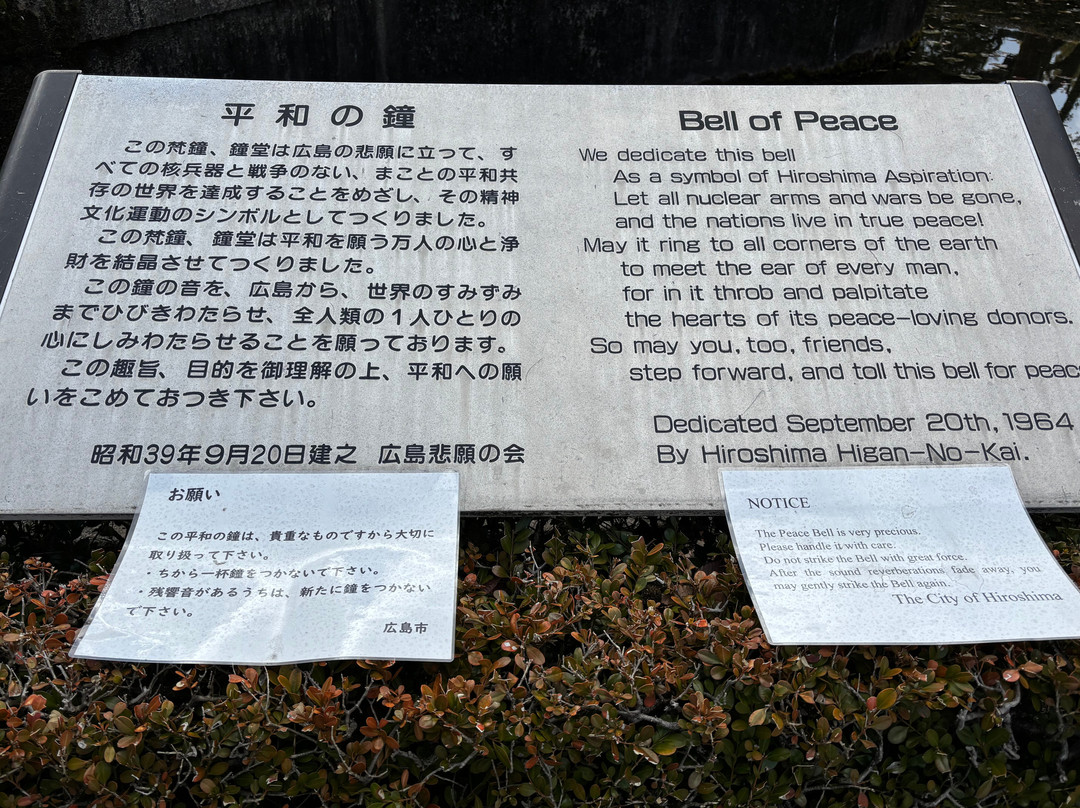 平和の鐘
この梵鐘、鐘堂は広島の悲願に立って、す
べての核兵器と戦争のない、まことの平和共
存の世界を達成することをめざし、その精神
文化運動のシンボルとしてつくりました。
この梵鐘、鐘堂は平和を願う万人の心と浄
財を結晶させてつくりました。
この鐘の音を、広島から、世界のすみずみ
までひびきわたらせ、全人類の1人ひとりの
心にしみわたらせることを願っております。
この趣旨、目的を御理解の上、平和への願
いをこめておつき下さい。
昭和39年9月20日建之 広島悲願の会
Bell of Peace
We dedicate this bell
As a symbol of Hiroshima Aspiration:
Let all nuclear arms and wars be gone,
and the nations live in true peace!
May it ring to all corners of the earth
to meet the ear of every man,
for in it throb and palpitate
the hearts of its peace-loving donors.
So may you, too, friends,
step forward, and toll this bell for peac
Dedicated September 20th, 1964
By Hiroshima Higan-No-Kai.
お願い
この平和の鐘は、貴重なものですから大切に
取り扱って下さい。
・ちから一杯鐘をつかないで下さい。
・残響音があるうちは、新たに鐘をつかない
で下さい。
広島市
NOTICE
The Peace Bell is very precious.
Please handle it with care.
Do not strike the Bell with great force.
After the sound reverberations fade away, you
may gently strike the Bell again.
The City of Hiroshima